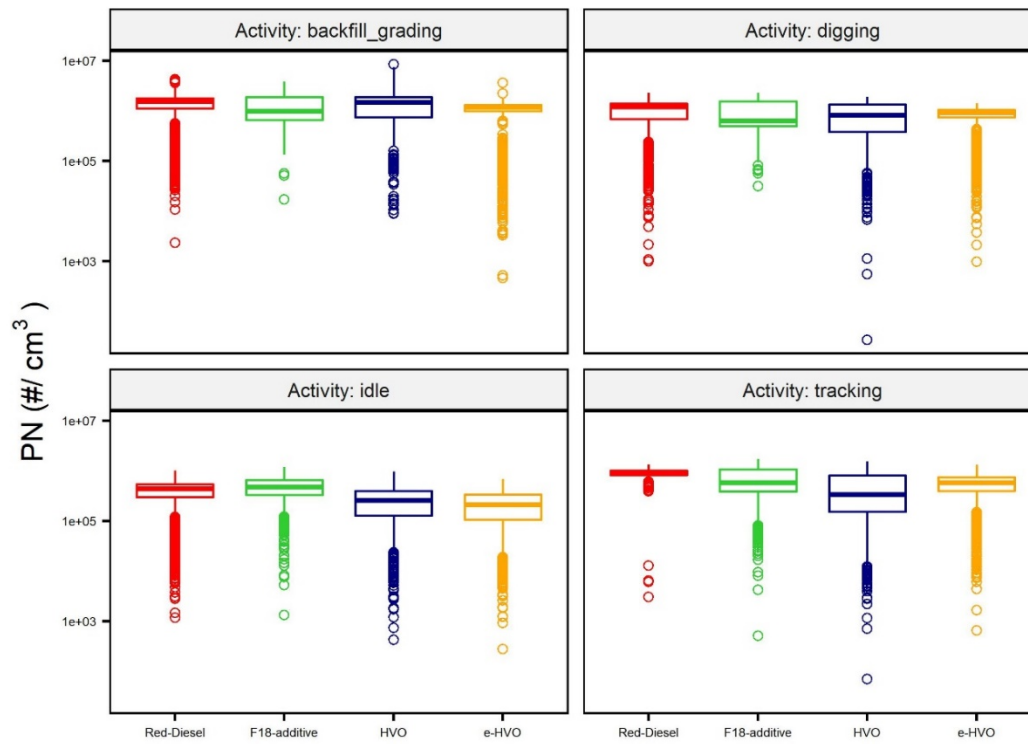 Activity: backfill_grading
Activity: digging
1e+07
1e+05
1e+03
Activity: idle
Activity: tracking
1e+07
1e+05
1e+03
PN (#/ cm³ )
Red-Diesel F18-additive HVO e-HVO
Red-Diesel F18-additive HVO e-HVO